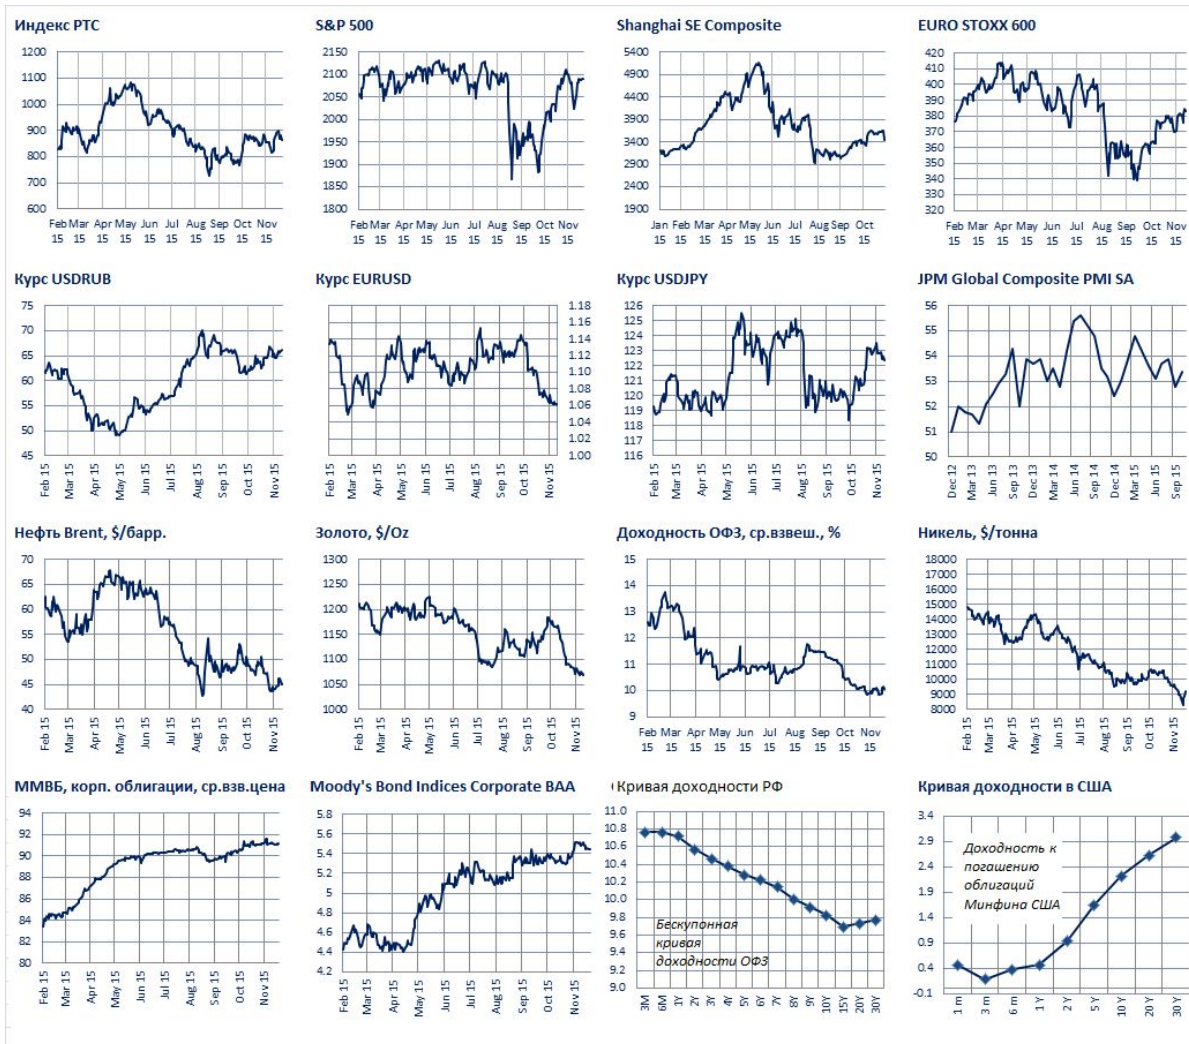 Индекс РТС
1200
1100
1000
900
800
700
600
Feb Mar Apr May Jun Jul Aug Sep Oct Nov
15 15 15 15 15 15 15 15 15 15
S&P 500
2150
2100
2050
2000
1950
1900
1850
1800
Feb Mar Apr May Jun Jul Aug Sep Oct Nov
15 15 15 15 15 15 15 15 15 15
Shanghai SE Composite
5400
4900
4400
3900
3400
2900
2400
1900
Jan Feb Mar Apr May Jun Jul Aug Sep Oct
15 15 15 15 15 15 15 15 15 15
EURO STOXX 600
420
410
400
390
380
370
360
350
340
330
320
Feb Mar Apr May Jun Jul Aug Sep Oct Nov
15 15 15 15 15 15 15 15 15 15
Курс USDRUB
75
70
65
60
55
50
45
Feb 15
Mar 15
Apr 15
May 15
Jun 15
Jul 15
Aug 15
Sep 15
Oct 15
Nov 15
Курс EURUSD
1.18
1.16
1.14
1.12
1.10
1.08
1.06
1.04
1.02
1.00
Feb 15
Mar 15
Apr 15
May 15
Jun 15
Jul 15
Aug 15
Sep 15
Oct 15
Nov 15
Курс USDJPY
126
125
124
123
122
121
120
119
118
117
116
Feb 15
Mar 15
Apr 15
May 15
Jun 15
Jul 15
Aug 15
Sep 15
Oct 15
Nov 15
JPM Global Composite PMI SA
56
55
54
53
52
51
50
Dec 12
Mar 13
Jun 13
Sep 13
Dec 13
Mar 14
Jun 14
Sep 14
Dec 14
Mar 15
Jun 15
Sep 15
Нефть Brent, $/барр.
70
65
60
55
50
45
40
Feb 15
Mar 15
Apr 15
May 15
Jun 15
Jul 15
Aug 15
Sep 15
Oct 15
Nov 15
Золото, $/Oz
1300
1250
1200
1150
1100
1050
1000
Feb 15
Mar 15
Apr 15
May 15
Jun 15
Jul 15
Aug 15
Sep 15
Oct 15
Nov 15
Доходность ОФЗ, ср.взвеш., %
15
14
13
12
11
10
9
Feb Mar Apr May Jun Jul Aug Sep Oct Nov
15 15 15 15 15 15 15 15 15 15
Никель, $/тонна
18000
17000
16000
15000
14000
13000
12000
11000
10000
9000
8000
Feb 15
Mar 15
Apr 15
May 15
Jun 15
Jul 15
Aug 15
Sep 15
Oct 15
Nov 15
ММВБ, корп. облигации, ср.взв.цена
94
92
90
88
86
84
82
80
Feb 15
Mar 15
Apr 15
May 15
Jun 15
Jul 15
Aug 15
Sep 15
Oct 15
Nov 15
Moody's Bond Indices Corporate BAA
5.8
5.6
5.4
5.2
5
4.8
4.6
4.4
4.2
Feb 15
Mar 15
Apr 15
May 15
Jun 15
Jul 15
Aug 15
Sep 15
Oct 15
Nov 15
Кривая доходности РФ
11.0
10.8
10.6
10.4
10.2
10.0
9.8
9.6
9.4
9.2
9.0
Бескупонная
кривая
доходности ОФЗ
3M
6M
1Y
2Y
3Y
4Y
5Y
6Y
7Y
8Y
9Y
10Y
15Y
20Y
30Y
Кривая доходности в США
3.4
2.9
2.4
1.9
1.4
0.9
0.4
-0.1
Доходность к
погашению
облигаций
Минфина США
1 m
3 m
6 m
1 Y
2 Y
5 Y
10 Y
20 Y
30 Y